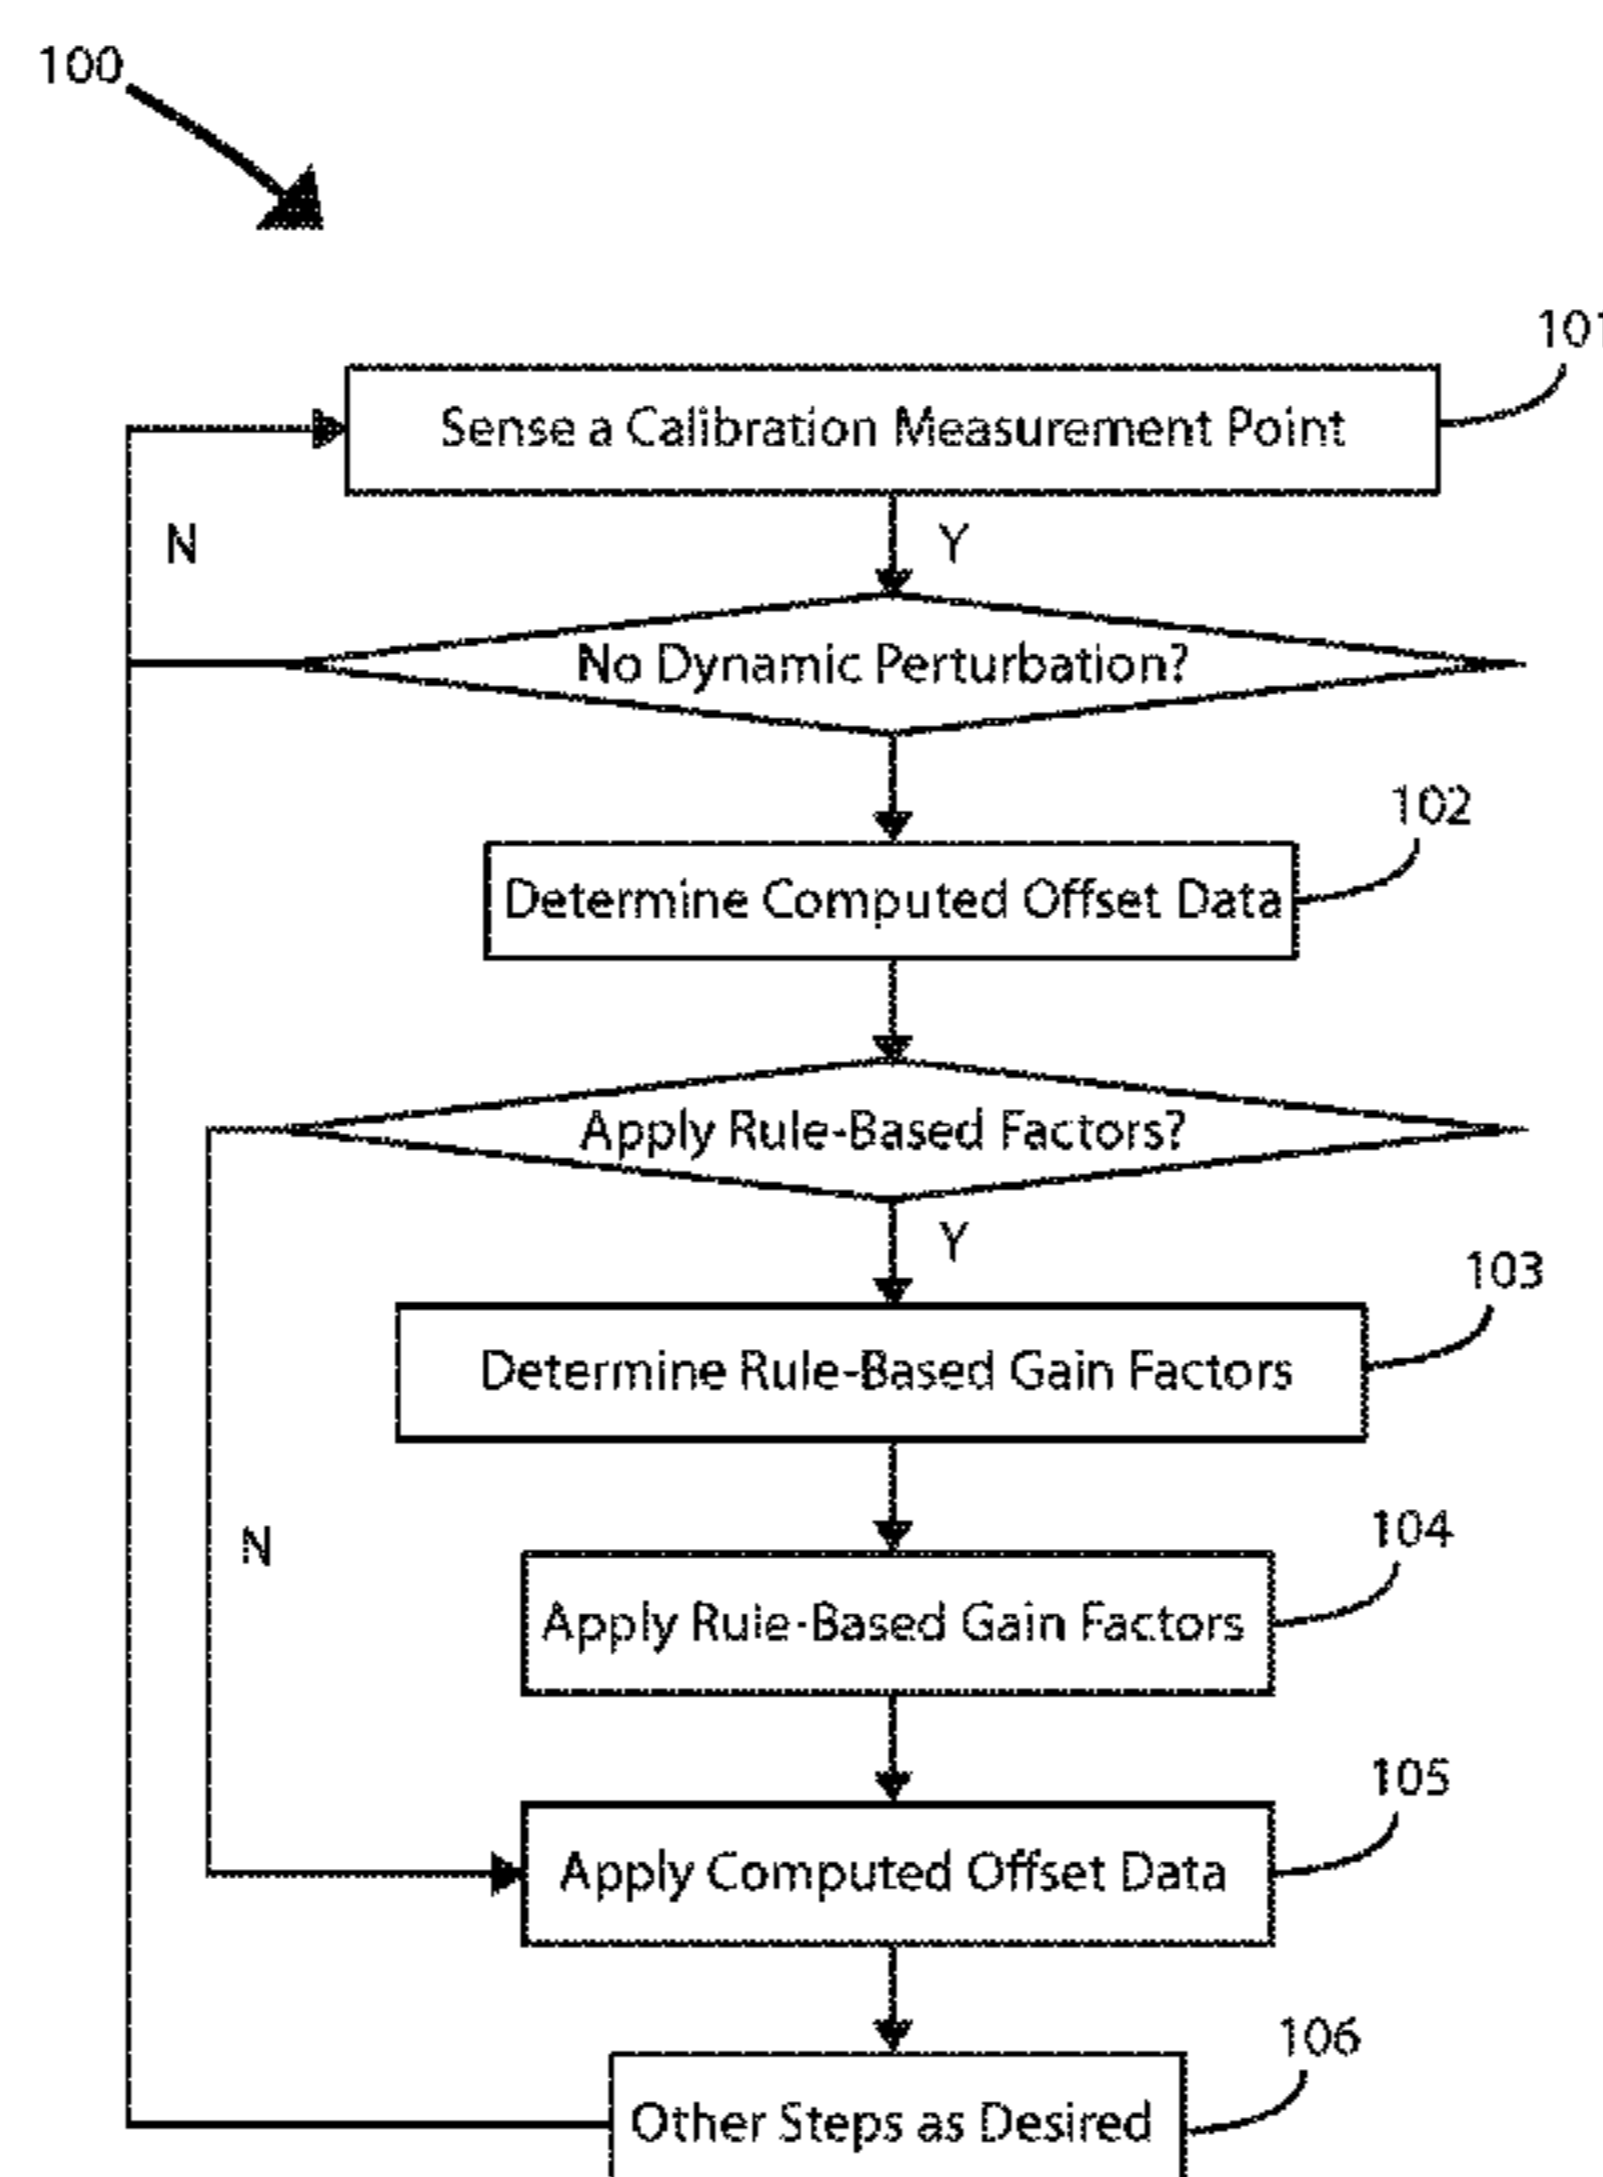 100
101
Sense a Calibration Measurement Point
N
Y
No Dynamic Perturbation?
102
Determine Computed Offset Data
Apply Rule-Based Factors?
Y
103
Determine Rule-Based Gain Factors
N
104
Apply Rule-Based Gain Factors
105
Apply Computed Offset Data
106
Other Steps as Desired